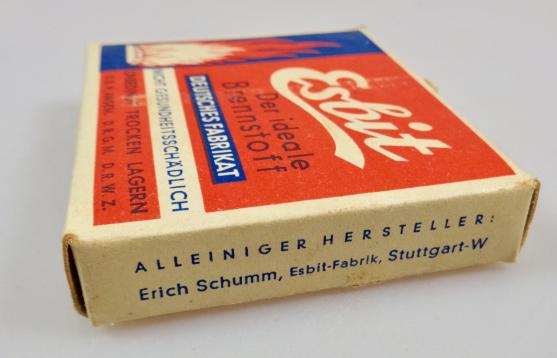 Esbit
Der ideale
Brennstoff
DEUTSCHES FABRIKAT
NICHT GESUNDHEITSSCHÄDLICH
TROCKEN LAGERN
D.R.G.M. D.R.W.Z.
ALLEINIGER HERSTELLER:
Erich Schumm, Esbit-Fabrik, Stuttgart-W